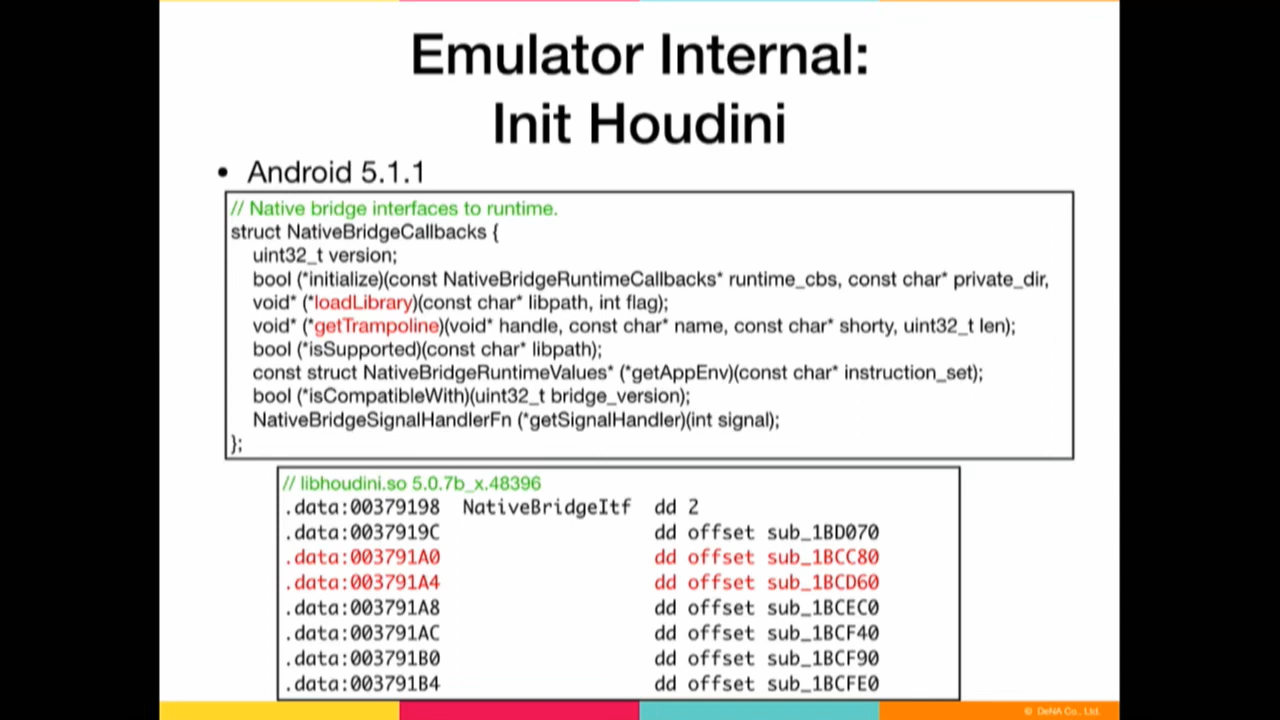 Emulator Internal:
Init Houdini
• Android 5.1.1
// Native bridge interfaces to runtime.
struct NativeBridgeCallbacks {
uint32_t version;
bool (*initialize)(const NativeBridgeRuntimeCallbacks* runtime_cbs, const char* private_dir,
void* (*loadLibrary)(const char* libpath, int flag);
void* (*getTrampoline)(void* handle, const char* name, const char* shorty, uint32_t len);
bool (*isSupported)(const char* libpath);
const struct NativeBridgeRuntimeValues* (*getAppEnv)(const char* instruction_set);
bool (*isCompatibleWith)(uint32_t bridge_version);
NativeBridgeSignalHandlerFn (*getSignalHandler)(int signal);
};
// libhoudini.so 5.0.7b_x.48396
.data:00379198 NativeBridgeItf dd 2
.data:0037919C dd offset sub_1BD070
.data:003791A0 dd offset sub_1BCC80
.data:003791A4 dd offset sub_1BCD60
.data:003791A8 dd offset sub_1BCEC0
.data:003791AC dd offset sub_1BCF40
.data:003791B0 dd offset sub_1BCF90
.data:003791B4 dd offset sub_1BCFE0
© DeNA Co., Ltd.